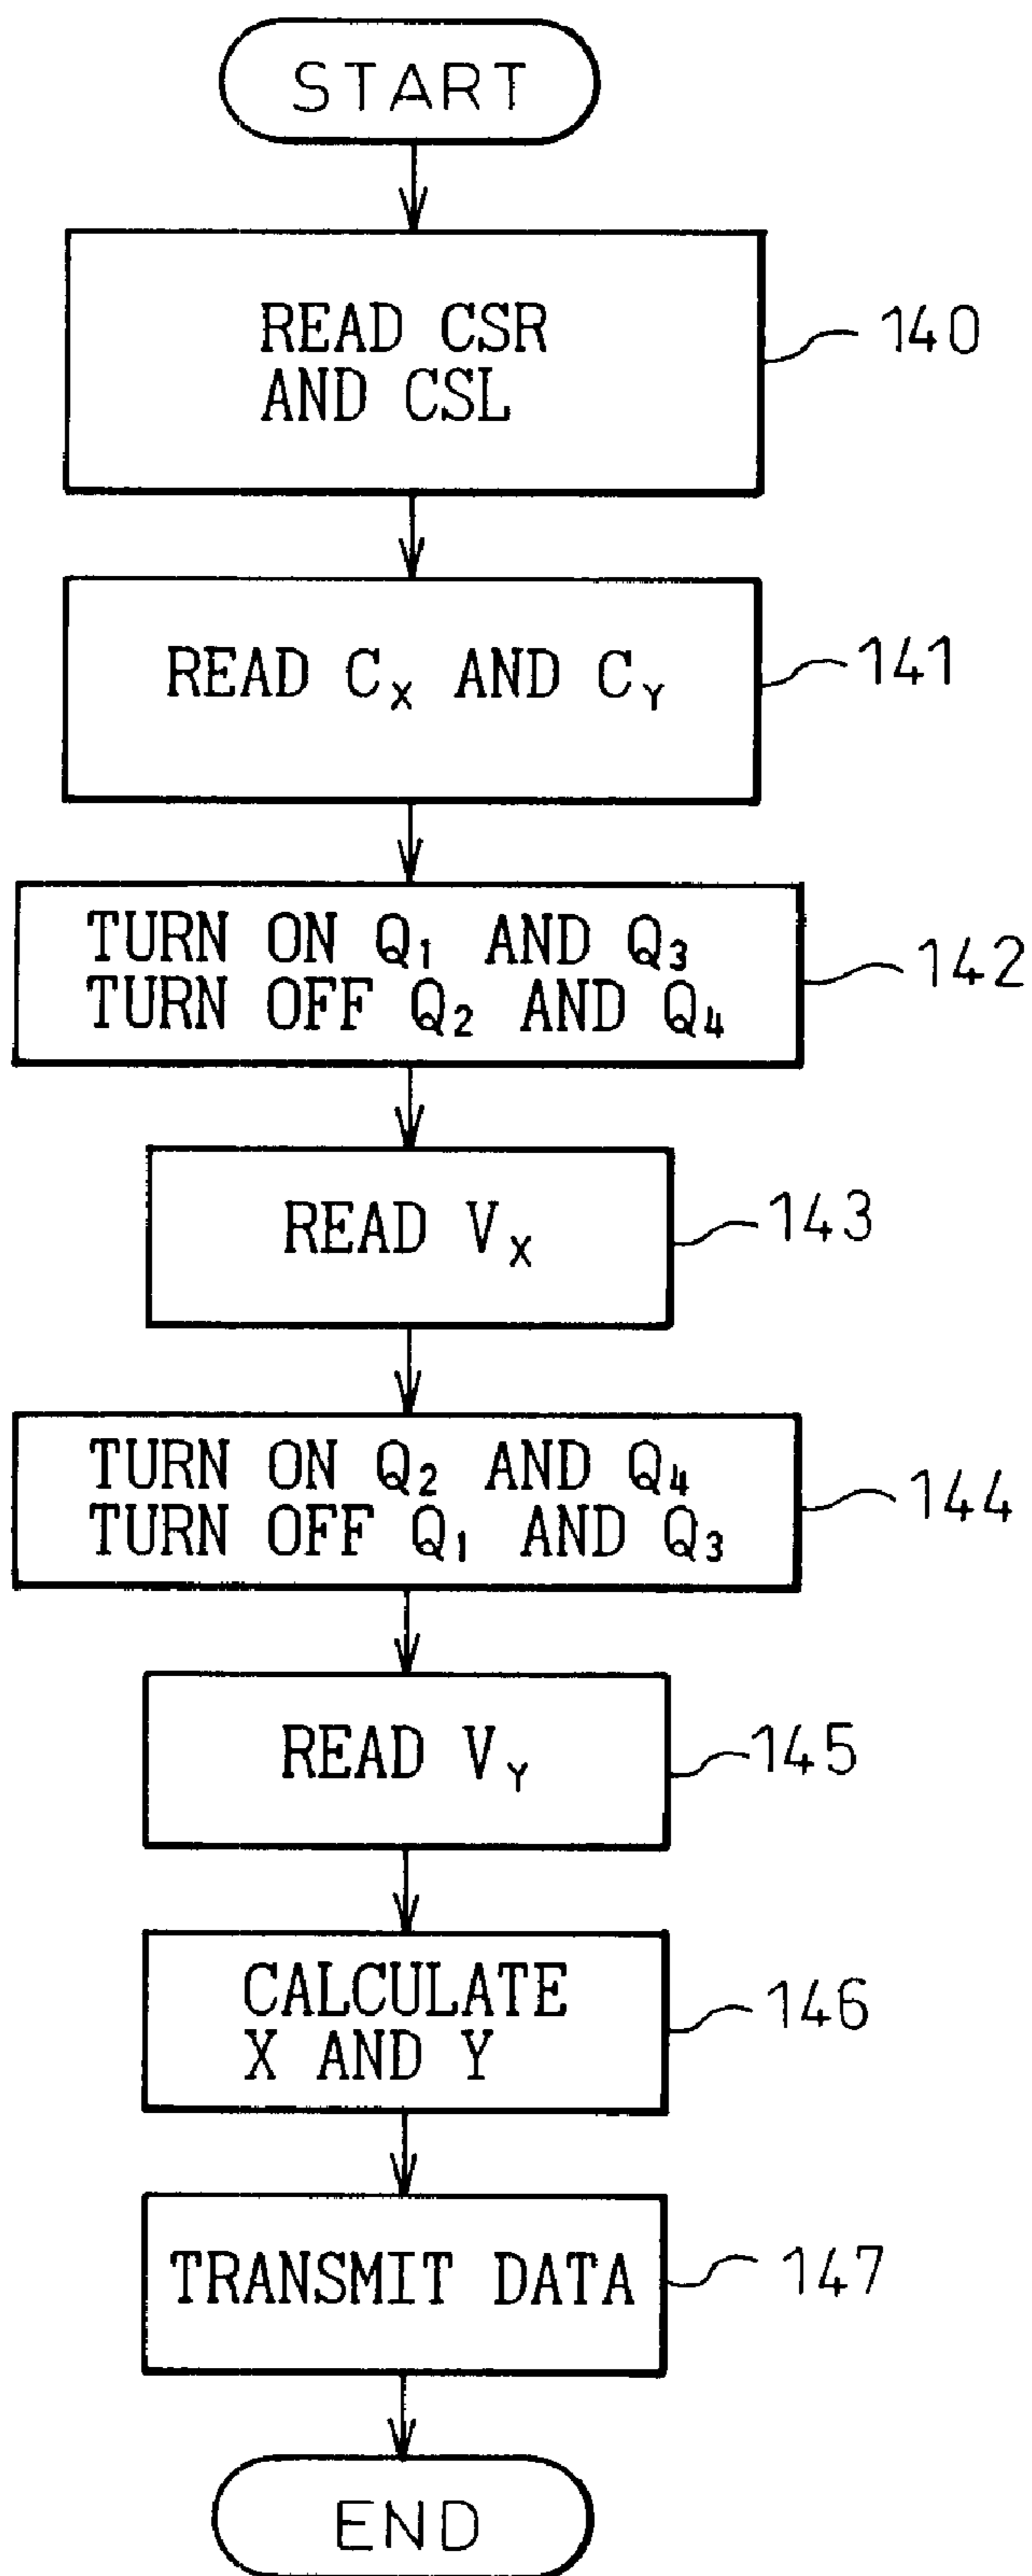 START
READ CSR
AND CSL
140
READ Cx AND CY
141
TURN ON Q1 AND Q3
TURN OFF Q2 AND Q4
142
READ Vx
143
TURN ON Q2 AND Q4
TURN OFF Q1 AND Q3
144
READ VY
145
CALCULATE
X AND Y
146
TRANSMIT DATA
147
END